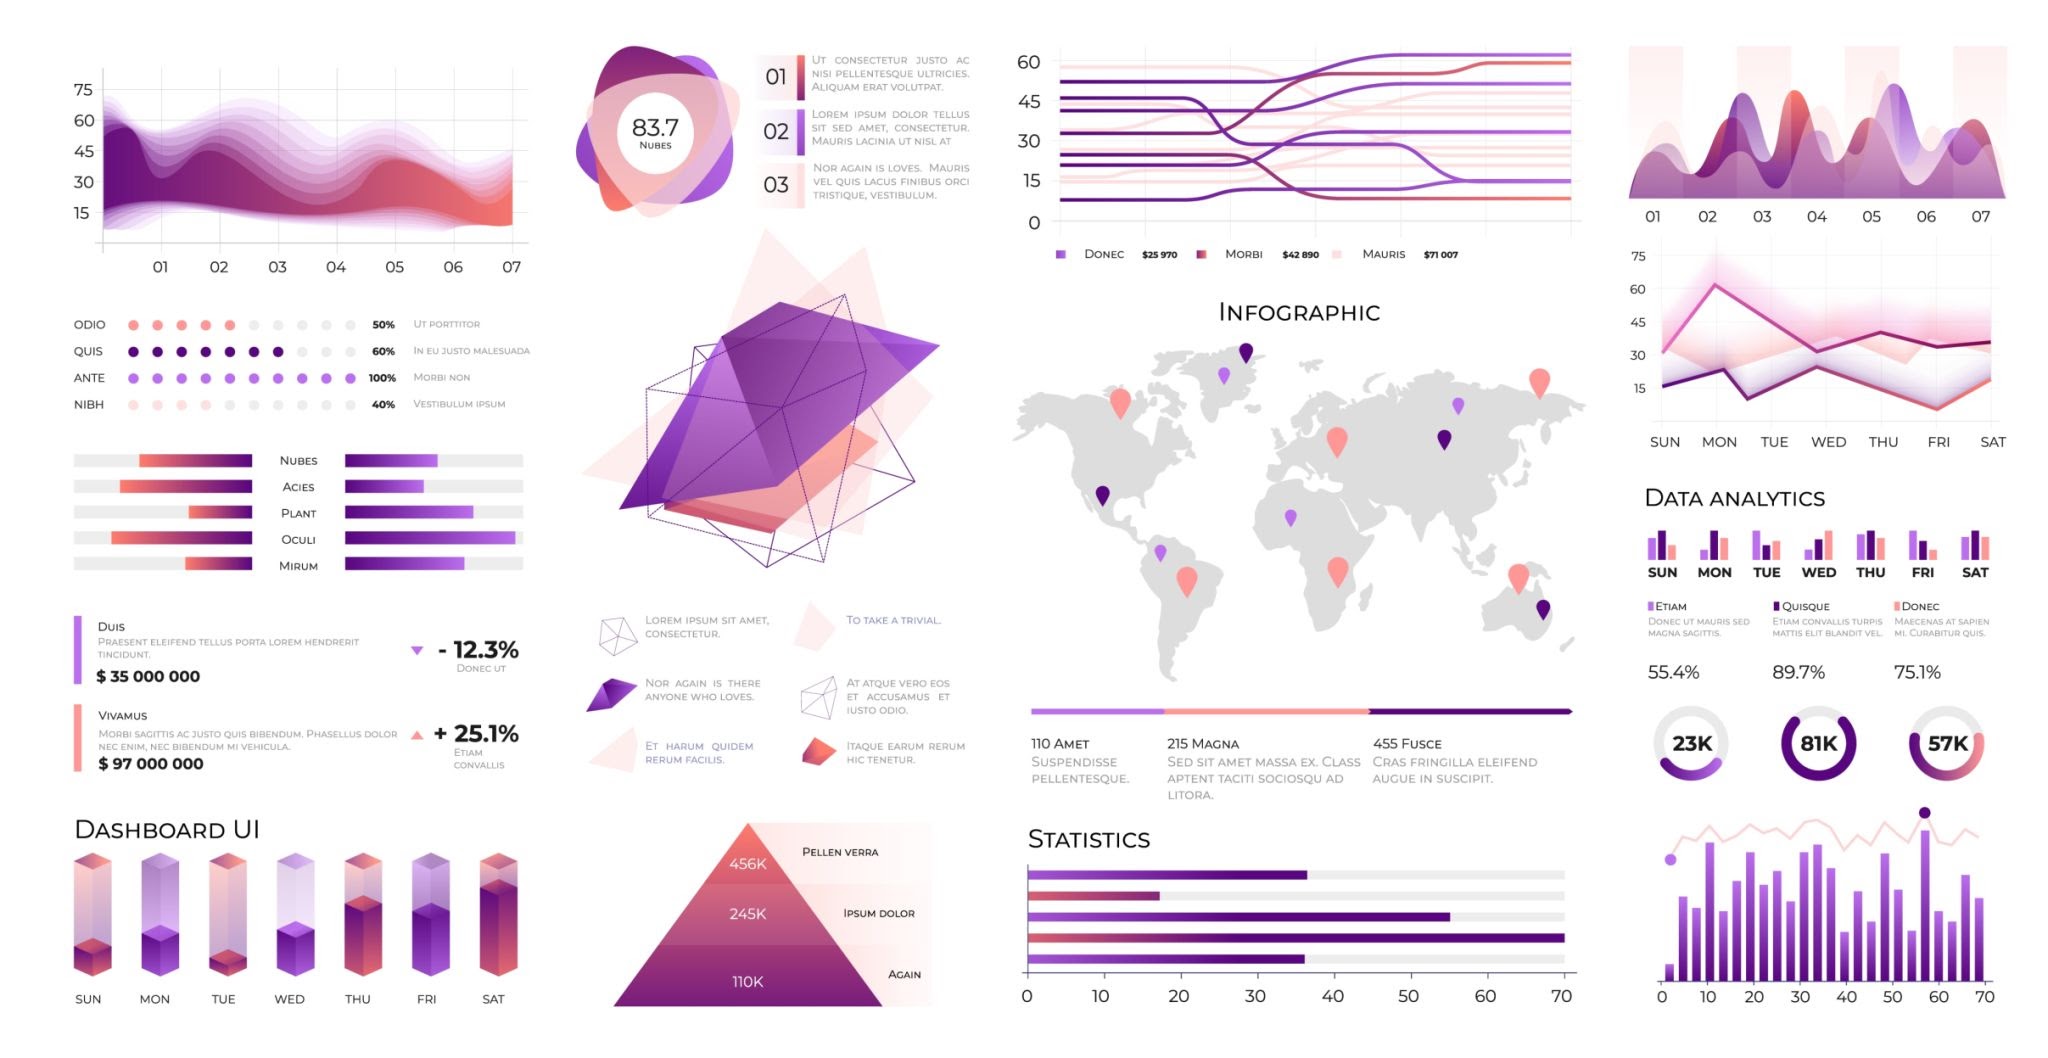 75
60
45
30
15
01 02 03 04 05 06 07
ODIO 50% UT PORTTITOR
QUIS 60% IN EU JUSTO MALESUADA
ANTE 100% MORBI NON
NIBH 40% VESTIBULUM IPSUM
NUBES
ACIES
PLANT
OCULI
MIRUM
DUIS
PRAESENT ELEIFEND TELLUS PORTA LOREM HENDRERIT
TINCIDUNT.
$ 35 000 000
- 12.3%
DONEC UT
VIVAMUS
MORBI SAGITTIS AC JUSTO QUIS BIBENDUM. PHASELLUS DOLOR
NEC ENIM, NEC BIBENDUM MI VEHICULA.
$ 97 000 000
+ 25.1%
ETIAM
CONVALLIS
DASHBOARD UI
SUN MON TUE WED THU FRI SAT
83.7
NUBES
01
UT CONSECTETUR JUSTO AC
NISI PELLENTESQUE ULTRICIES.
ALIQUAM ERAT VOLUTPAT.
02
LOREM IPSUM DOLOR TELLUS
SIT SED AMET, CONSECTETUR.
MAURIS LACINIA UT NISL AT
03
NOR AGAIN IS LOVES. MAURIS
VEL QUIS LACUS FINIBUS ORCI
TRISTIQUE, VESTIBULUM.
LOREM IPSUM SIT AMET,
CONSECTETUR.
TO TAKE A TRIVIAL.
NOR AGAIN IS THERE
ANYONE WHO LOVES.
AT ATQUE VERO EOS
ET ACCUSAMUS ET
IUSTO ODIO.
ET HARUM QUIDEM
RERUM FACILIS.
ITAQUE EARUM RERUM
HIC TENETUR.
456K PELLEN VERRA
245K IPSUM DOLOR
110K AGAIN
60
45
30
15
0
DONEC $25 970 MORBI $42 890 MAURIS $71 007
INFOGRAPHIC
110 AMET
SUSPENDISSE
PELLENTESQUE.
215 MAGNA
SED SIT AMET MASSA EX. CLASS
APTENT TACITI SOCIOSQU AD
LITORA.
455 FUSCE
CRAS FRINGILLA ELEIFEND
AUGUE IN SUSCIPIT.
STATISTICS
0 10 20 30 40 50 60 70
01 02 03 04 05 06 07
75
60
45
30
15
SUN MON TUE WED THU FRI SAT
DATA ANALYTICS
SUN MON TUE WED THU FRI SAT
ETIAM
DONEC UT MAURIS SED
MAGNA SAGITTIS.
QUISQUE
ETIAM CONVALLIS TURPIS
MATTIS ELIT BLANDIT VEL.
DONEC
MAECENAS AT SAPIEN
MI. CURABITUR QUIS.
55.4% 89.7% 75.1%
23K 81K 57K
0 10 20 30 40 50 60 70